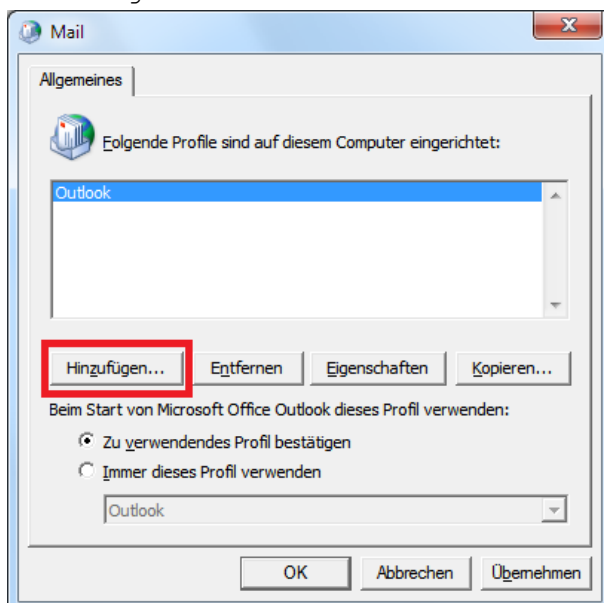 Mail
Allgemeines
Folgende Profile sind auf diesem Computer eingerichtet:
Outlook
Hinzufügen... Entfernen Eigenschaften Kopieren...
Beim Start von Microsoft Office Outlook dieses Profil verwenden:
Zu verwendendes Profil bestätigen
Immer dieses Profil verwenden
Outlook
OK Abbrechen Übernehmen